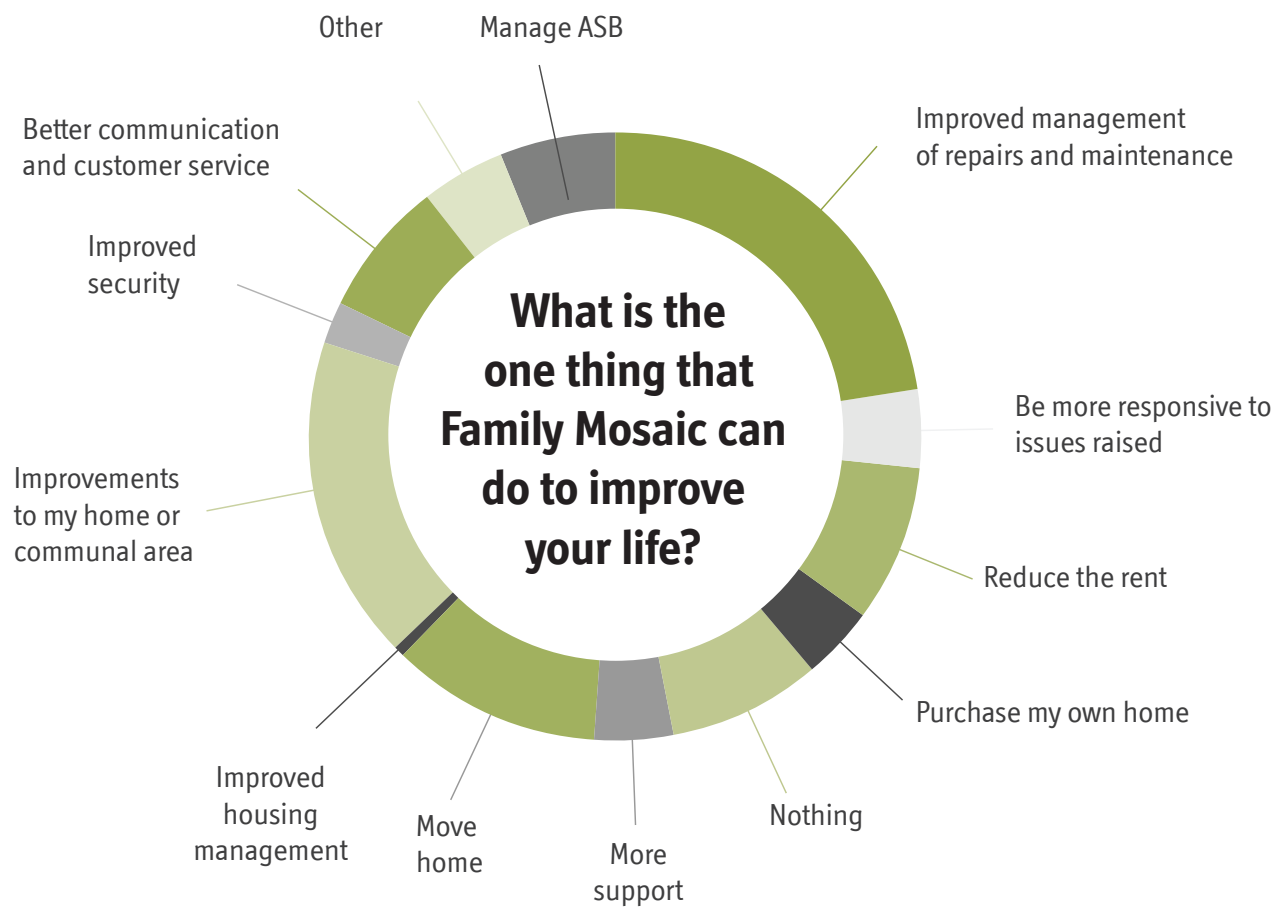 Other
Manage ASB
Better communication
and customer service
Improved management
of repairs and maintenance
Improved
security
What is the
one thing that
Family Mosaic can
do to improve
your life?
Be more responsive to
issues raised
Improvements
to my home or
communal area
Reduce the rent
Purchase my own home
Improved
housing
management
Move
home
More
support
Nothing